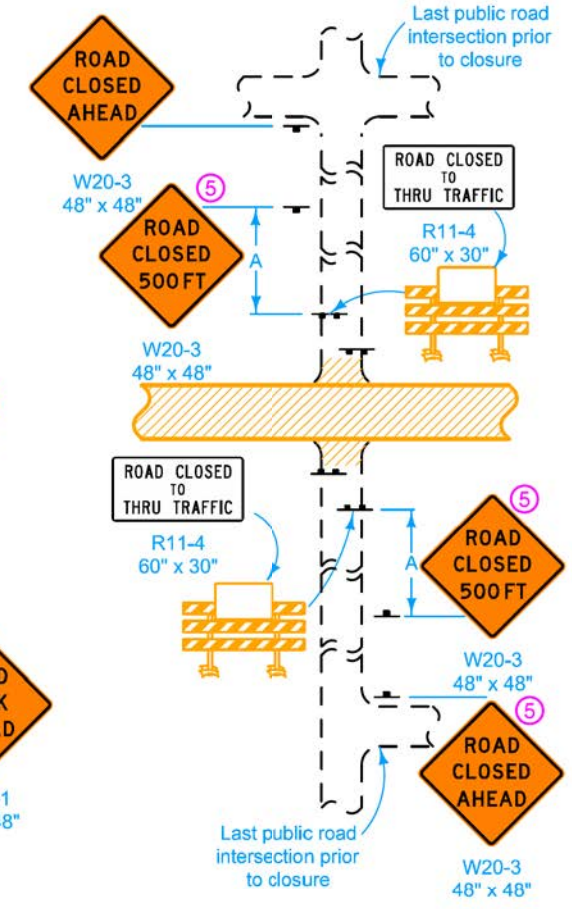 Last public road
intersection prior
to closure
ROAD
CLOSED
AHEAD
W20-3
48" x 48"
ROAD CLOSED
TO
THRU TRAFFIC
R11-4
60" x 30"
5
ROAD
CLOSED
500 FT
A
W20-3
48" x 48"
ROAD CLOSED
TO
THRU TRAFFIC
R11-4
60" x 30"
5
ROAD
CLOSED
500 FT
A
W20-3
48" x 48"
5
ROAD
CLOSED
AHEAD
W20-3
48" x 48"
Last public road
intersection prior
to closure
K
D
1
8"